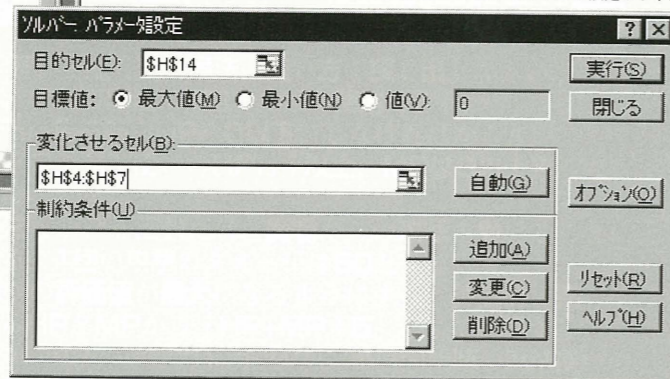 ソルバー: パラメータ設定
目的セル(E): $H$14
実行(S)
目標値: 最大値(M) 最小値(N) 値(V): 0
閉じる
変化させるセル(B):
$H$4:$H$7
自動(G)
オプション(O)
制約条件(U)
追加(A)
変更(C)
リセット(R)
削除(D)
ヘルプ(H)